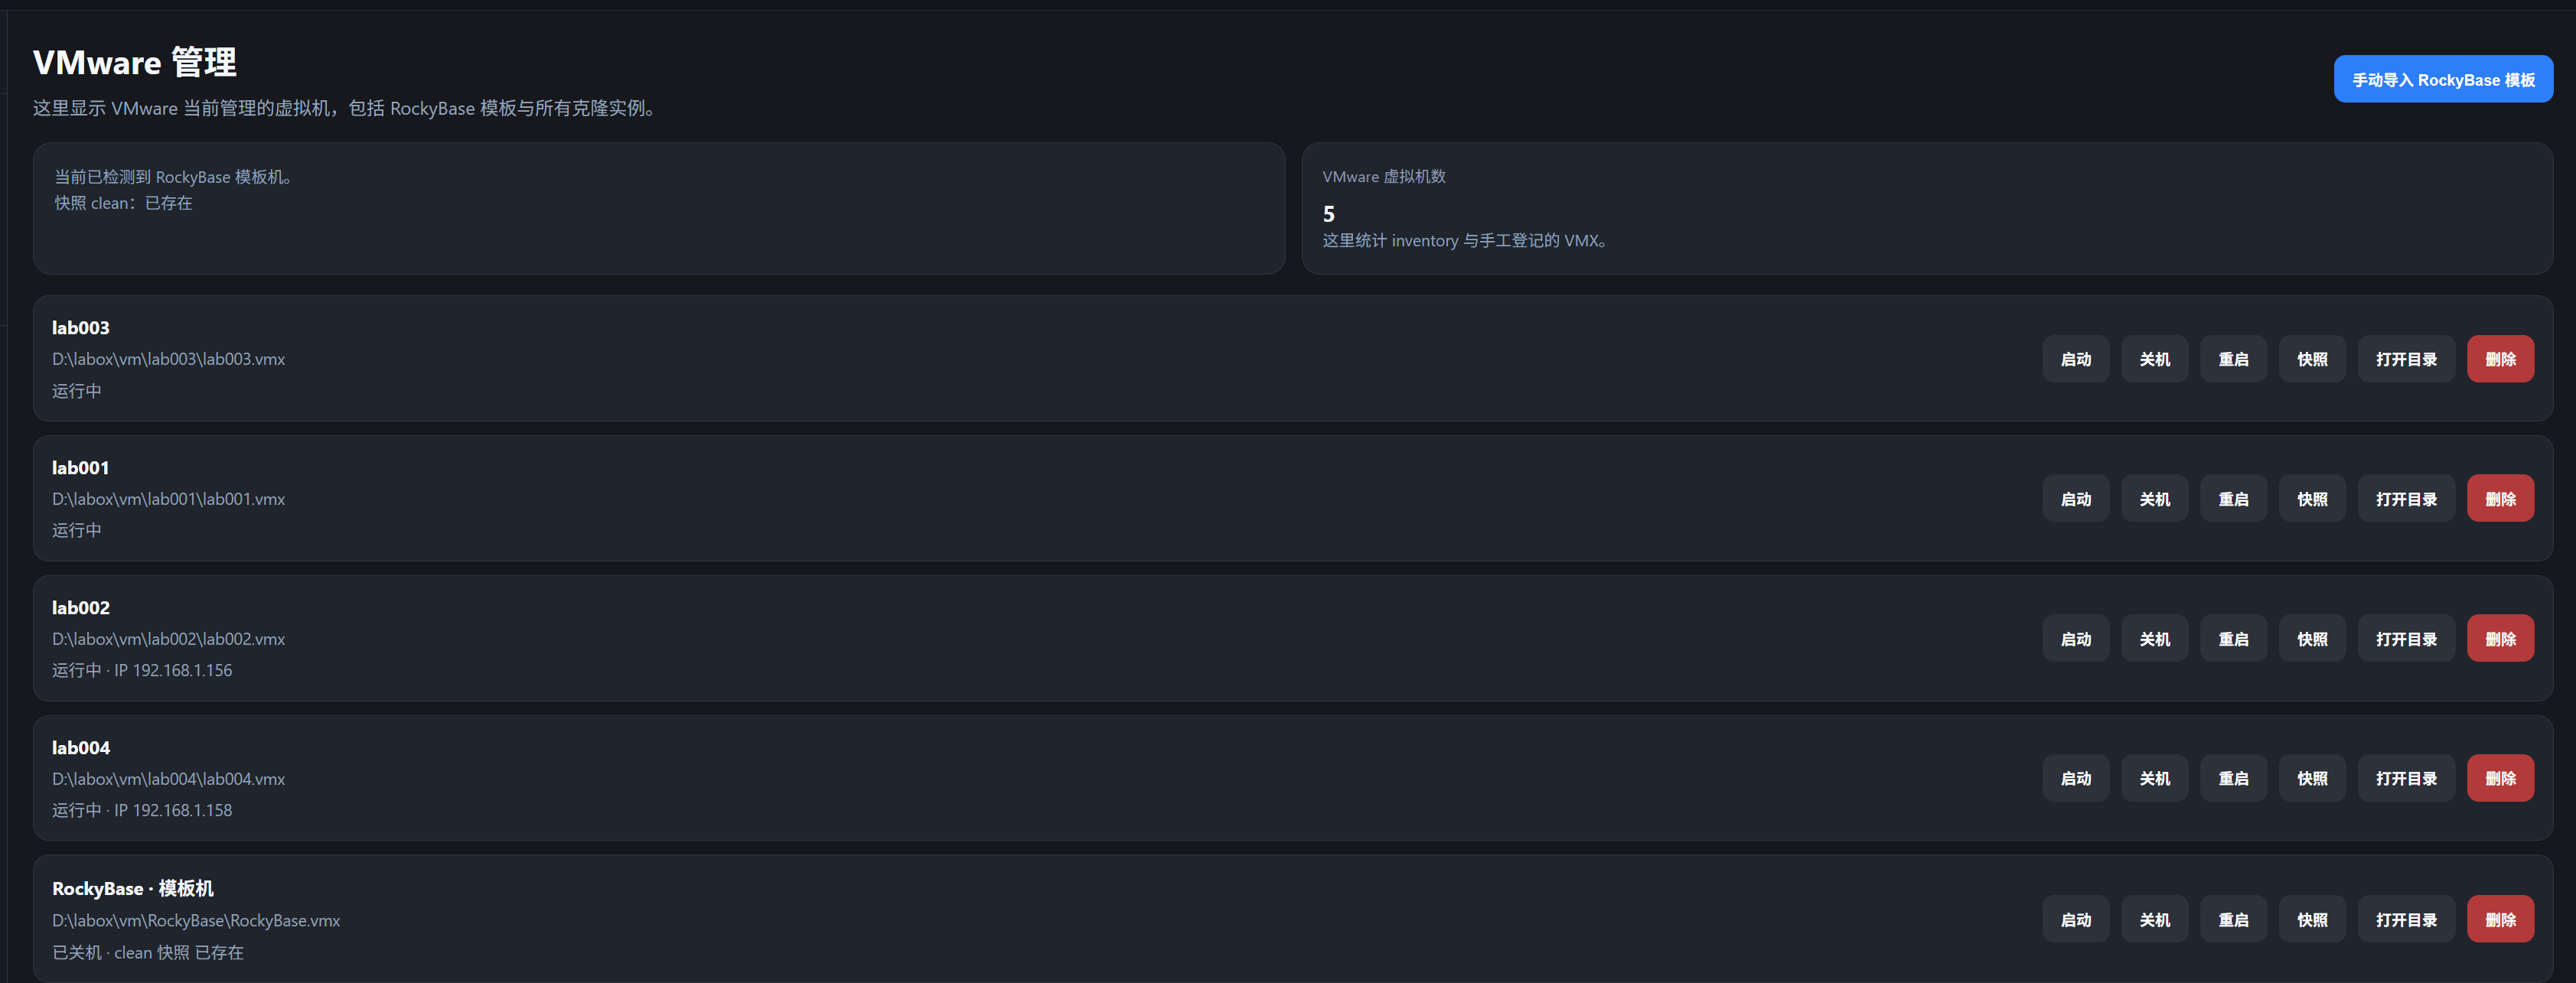 VMware 管理
手动导入 RockyBase 模板
这里显示 VMware 当前管理的虚拟机，包括 RockyBase 模板与所有克隆实例。
当前已检测到 RockyBase 模板机。
快照 clean：已存在
VMware 虚拟机数
5
这里统计 inventory 与手工登记的 VMX。
lab003
D:\labox\vm\lab003\lab003.vmx
运行中
启动 关机 重启 快照 打开目录 删除
lab001
D:\labox\vm\lab001\lab001.vmx
运行中
启动 关机 重启 快照 打开目录 删除
lab002
D:\labox\vm\lab002\lab002.vmx
运行中 · IP 192.168.1.156
启动 关机 重启 快照 打开目录 删除
lab004
D:\labox\vm\lab004\lab004.vmx
运行中 · IP 192.168.1.158
启动 关机 重启 快照 打开目录 删除
RockyBase · 模板机
D:\labox\vm\RockyBase\RockyBase.vmx
已关机 · clean 快照 已存在
启动 关机 重启 快照 打开目录 删除